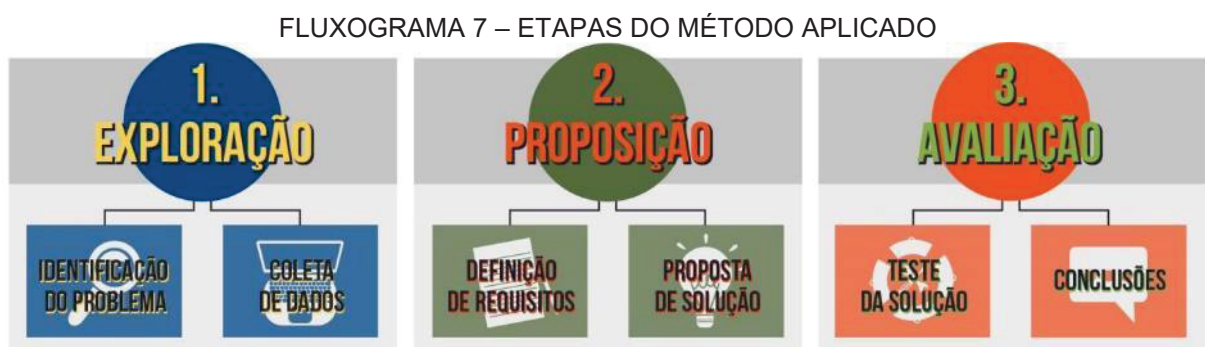 FLUXOGRAMA 7 – ETAPAS DO MÉTODO APLICADO
1.
EXPLORAÇÃO
IDENTIFICAÇÃO
DO PROBLEMA
COLETA
DE DADOS
2.
PROPOSIÇÃO
DEFINIÇÃO
DE REQUISITOS
PROPOSTA
DE SOLUÇÃO
3.
AVALIAÇÃO
TESTE
DA SOLUÇÃO
CONCLUSÕES